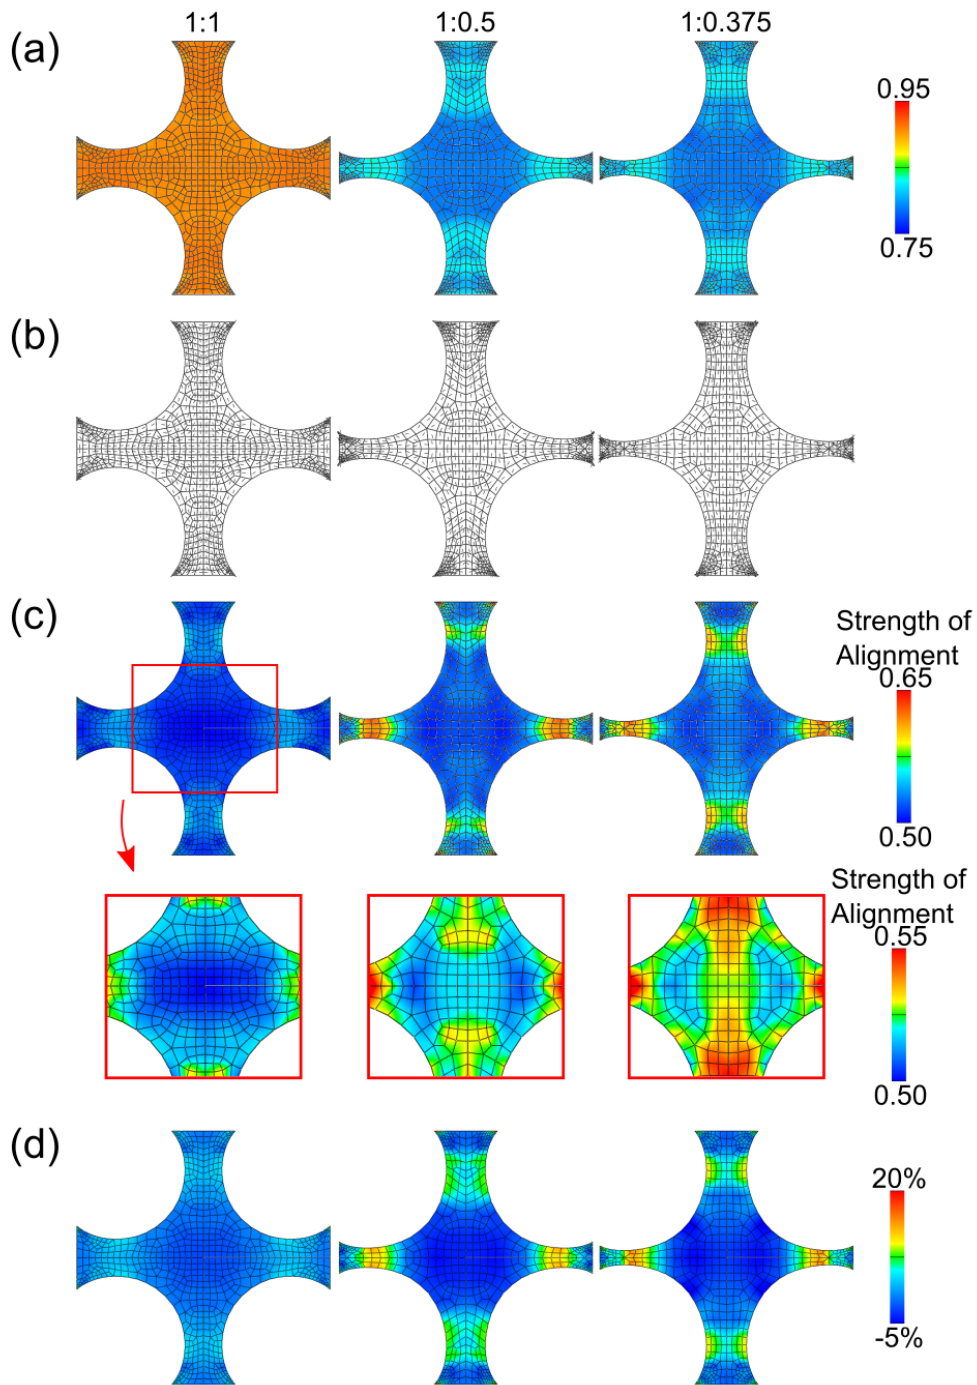 1:1 1:0.5 1:0.375
(a)
0.95
0.75
(b)
(c)
Strength of
Alignment
0.65
0.50
Strength of
Alignment
0.55
0.50
(d)
20%
-5%